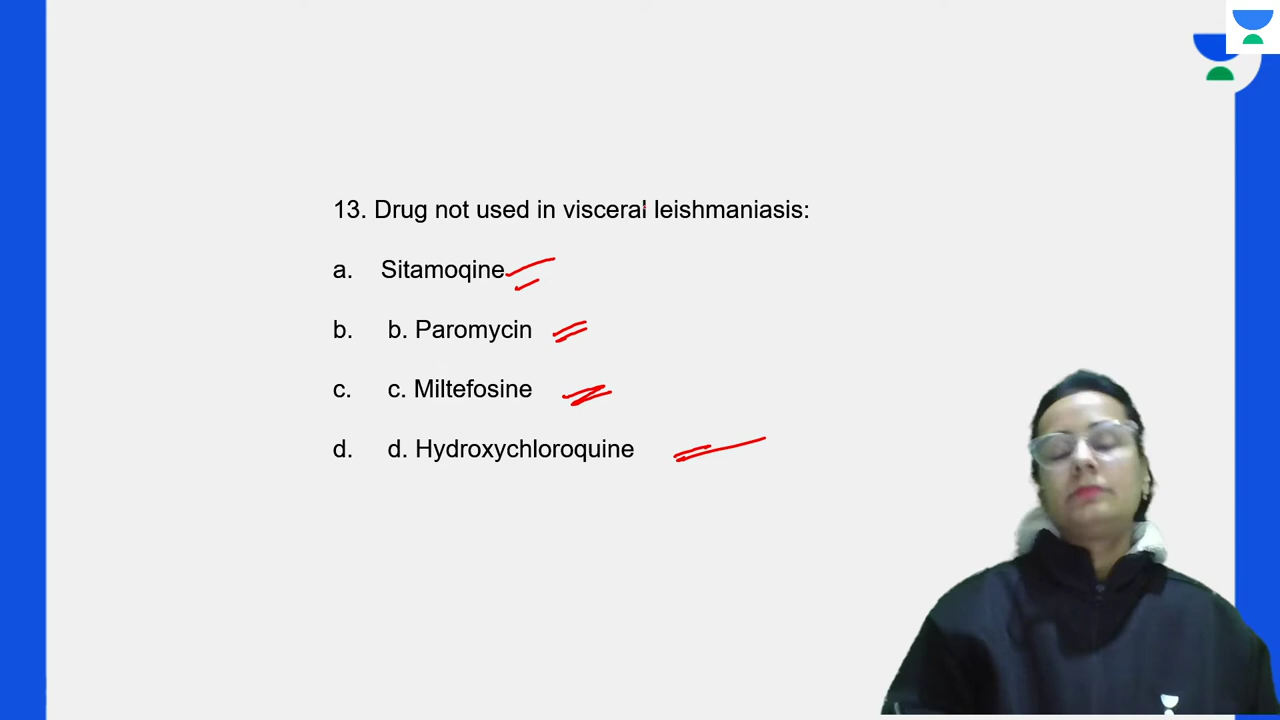 13. Drug not used in visceral leishmaniasis:
a. Sitamoqine
b. b. Paromycin
c. c. Miltefosine
d. d. Hydroxychloroquine